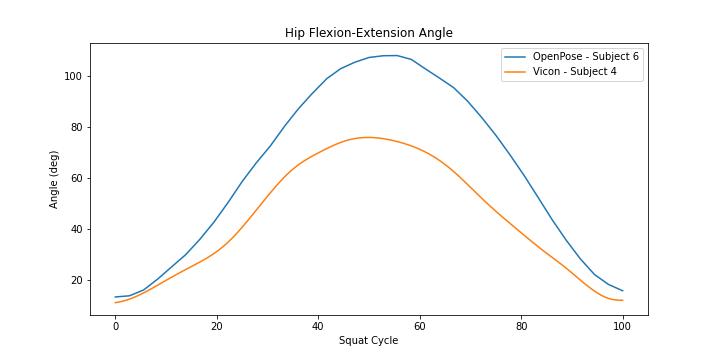 Hip Flexion-Extension Angle
OpenPose - Subject 6
Vicon - Subject 4
Angle (deg)
100
80
60
40
20
0 20 40 60 80 100
Squat Cycle